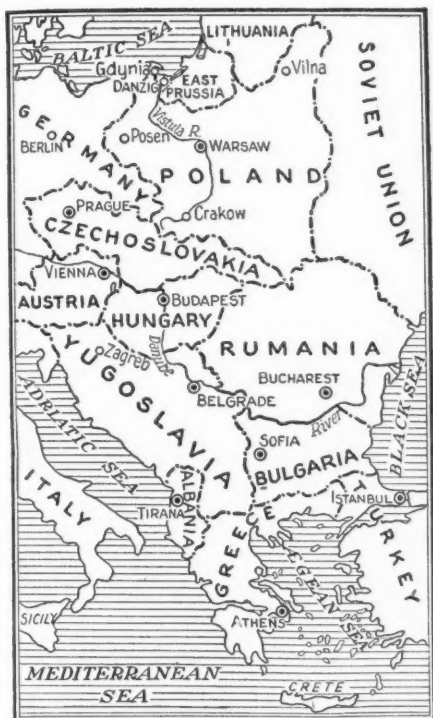 BALTIC SEA
LITHUANIA
Gdynia
DANZIG
EAST
PRUSSIA
Vilna
SOVIET UNION
GERMANY
BERLIN
Posen
Vistula R.
WARSAW
POLAND
PRAGUE
Crakow
CZECHOSLOVAKIA
VIENNA
AUSTRIA
BUDAPEST
HUNGARY
RUMANIA
YUGOSLAVIA
Zagreb
Danube
BUCHAREST
BELGRADE
BLACK SEA
ADRIATIC SEA
River
SOFIA
BULGARIA
ITALY
ALBANIA
TIRANA
ISTANBUL
GREECE
TURKEY
ÆGEAN SEA
SICILY
ATHENS
MEDITERRANEAN
SEA
CRETE